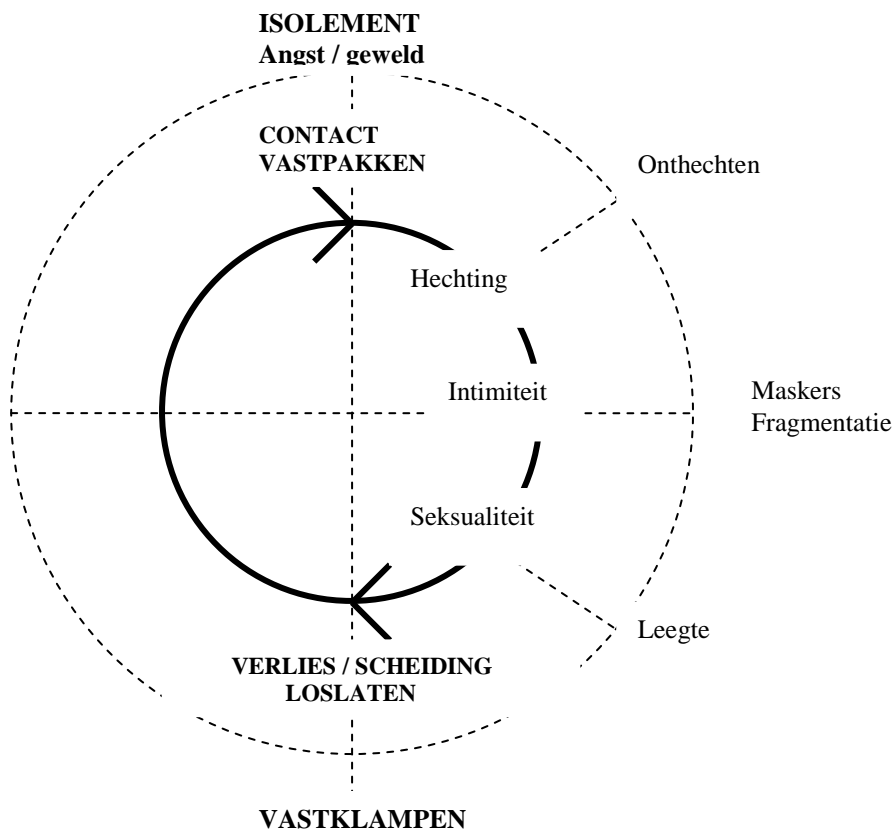 ISOLEMENT
Angst / geweld
CONTACT
VASTPAKKEN
Onthechten
Hechting
Intimiteit
Maskers
Fragmentatie
Seksualiteit
Leegte
VERLIES / SCHEIDING
LOSLATEN
VASTKLAMPEN